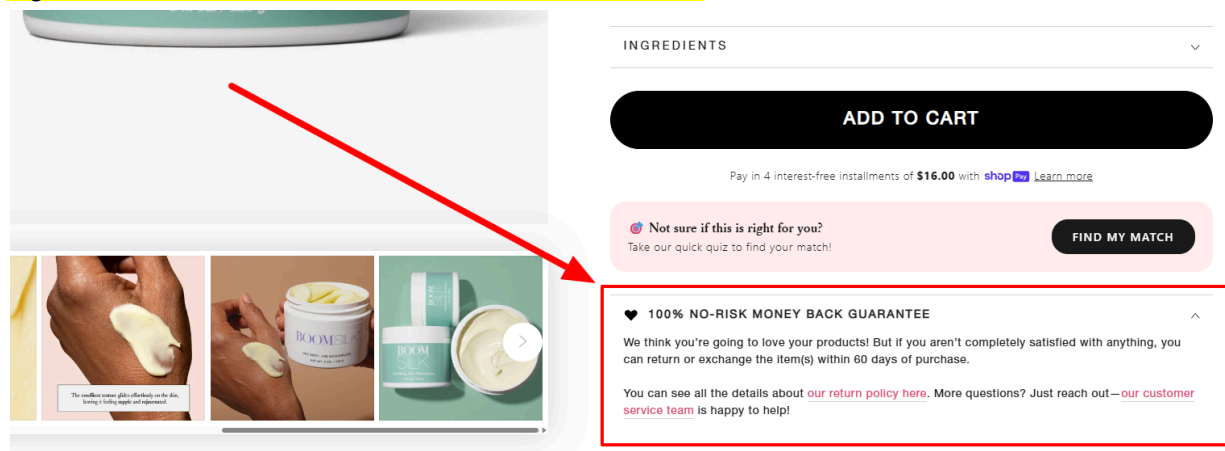 INGREDIENTS
ADD TO CART
Pay in 4 interest-free installments of $16.00 with shop Pay Learn more
🎯 Not sure if this is right for you?
Take our quick quiz to find your match!
FIND MY MATCH
♥ 100% NO-RISK MONEY BACK GUARANTEE
We think you're going to love your products! But if you aren't completely satisfied with anything, you
can return or exchange the item(s) within 60 days of purchase.
You can see all the details about our return policy here. More questions? Just reach out—our customer
service team is happy to help!
The emollient texture glides effortlessly on the skin,
leaving it feeling supple and rejuvenated.
BOOMSILK
BOOM
SILK